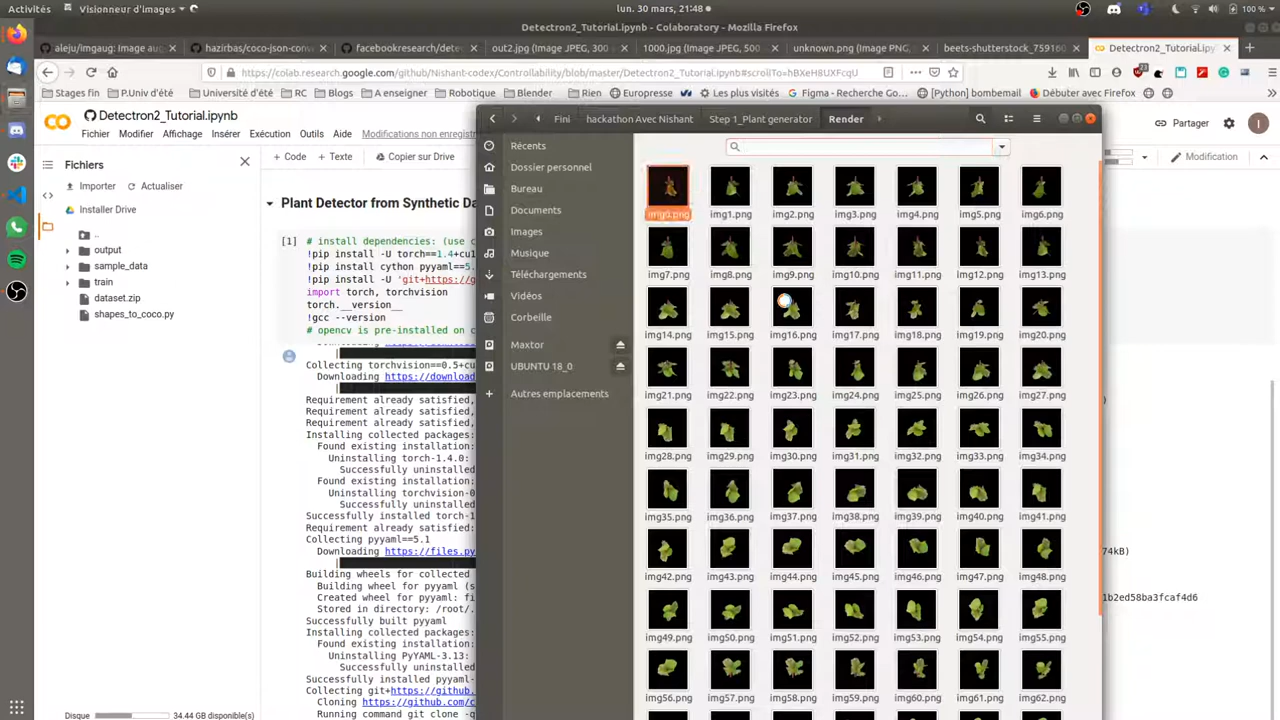 Activités
Visionneur d'images
lun. 30 mars, 21:48
100 %
Detectron2_Tutorial.ipynb - Colaboratory - Mozilla Firefox
aleju/imgaug: Image aug
hazirbas/coco-json-conv
facebookresearch/detec
out2.jpg (Image JPEG, 300
1000.jpg (Image JPEG, 500
unknown.png (Image PNG,
beets-shutterstock_759160
Detectron2_Tutorial.ipynb
https://colab.research.google.com/github/Nishant-codex/Controllability/blob/master/Detectron2_Tutorial.ipynb#scrollTo=hBXeH8UXFcqU
Stages fini
P.Univ d'été
Université d'été
RC
Blogs
A enseigner
Robotique
Blender
Rien
Europresse
Les plus visités
Figma - Recherche Go...
[Python] bombemail
Débuter avec Firefox
Detectron2_Tutorial.ipynb
Fichier
Modifier
Affichage
Insérer
Exécution
Outils
Aide
Modifications non enregistr
Partager
I
Fichiers
+ Code
+ Texte
Copier sur Drive
Modification
Importer
Actualiser
Installer Drive
..
output
sample_data
train
dataset.zip
shapes_to_coco.py
Disque
34.44 GB disponible(s)
Plant Detector from Synthetic Da
[1]
# install dependencies: (use c
!pip install -U torch==1.4+cu1
!pip install cython pyyaml==5.
!pip install -U 'git+https://g
import torch, torchvision
torch.__version__
!gcc --version
# opencv is pre-installed on c
Collecting torchvision==0.5+cu
Downloading https://download
Requirement already satisfied,
Requirement already satisfied,
Requirement already satisfied,
Installing collected packages:
Found existing installation:
Uninstalling torch-1.4.0:
Successfully uninstalled
Found existing installation:
Uninstalling torchvision-0
Successfully uninstalled
Successfully installed torch-1
Requirement already satisfied:
Collecting pyyaml==5.1
Downloading https://files.py
74kB)
Building wheels for collected
Building wheel for pyyaml (s
Created wheel for pyyaml: fi
1b2ed58ba3fcaf4d6
Stored in directory: /root/.
Successfully built pyyaml
Installing collected packages:
Found existing installation:
Uninstalling PyYAML-3.13:
Successfully uninstalled
Successfully installed pyyaml-
Collecting git+https://github.
Cloning https://github.com/c
Running command git clone -q
Fini
hackathon Avec Nishant
Step 1_Plant generator
Render
Récents
Dossier personnel
Bureau
Documents
Images
Musique
Téléchargements
Vidéos
Corbeille
Maxtor
UBUNTU 18_0
Autres emplacements
img0.png img1.png img2.png img3.png img4.png img5.png img6.png
img7.png img8.png img9.png img10.png img11.png img12.png img13.png
img14.png img15.png img16.png img17.png img18.png img19.png img20.png
img21.png img22.png img23.png img24.png img25.png img26.png img27.png
img28.png img29.png img30.png img31.png img32.png img33.png img34.png
img35.png img36.png img37.png img38.png img39.png img40.png img41.png
img42.png img43.png img44.png img45.png img46.png img47.png img48.png
img49.png img50.png img51.png img52.png img53.png img54.png img55.png
img56.png img57.png img58.png img59.png img60.png img61.png img62.png